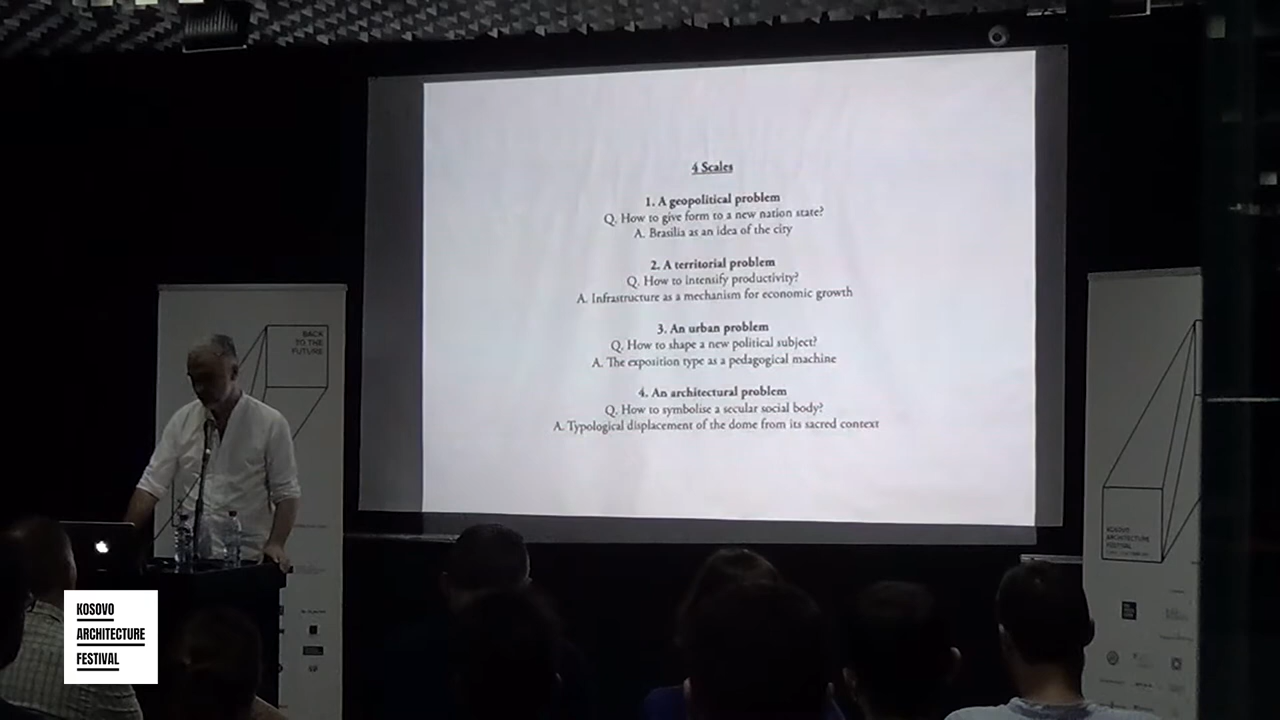 4 Scales
1. A geopolitical problem
Q. How to give form to a new nation state?
A. Brasilia as an idea of the city
2. A territorial problem
Q. How to intensify productivity?
A. Infrastructure as a mechanism for economic growth
3. An urban problem
Q. How to shape a new political subject?
A. The exposition type as a pedagogical machine
4. An architectural problem
Q. How to symbolise a secular social body?
A. Typological displacement of the dome from its sacred context
BACK
TO THE
FUTURE
KOSOVO
ARCHITECTURE
FESTIVAL
KOSOVO
ARCHITECTURE
FESTIVAL